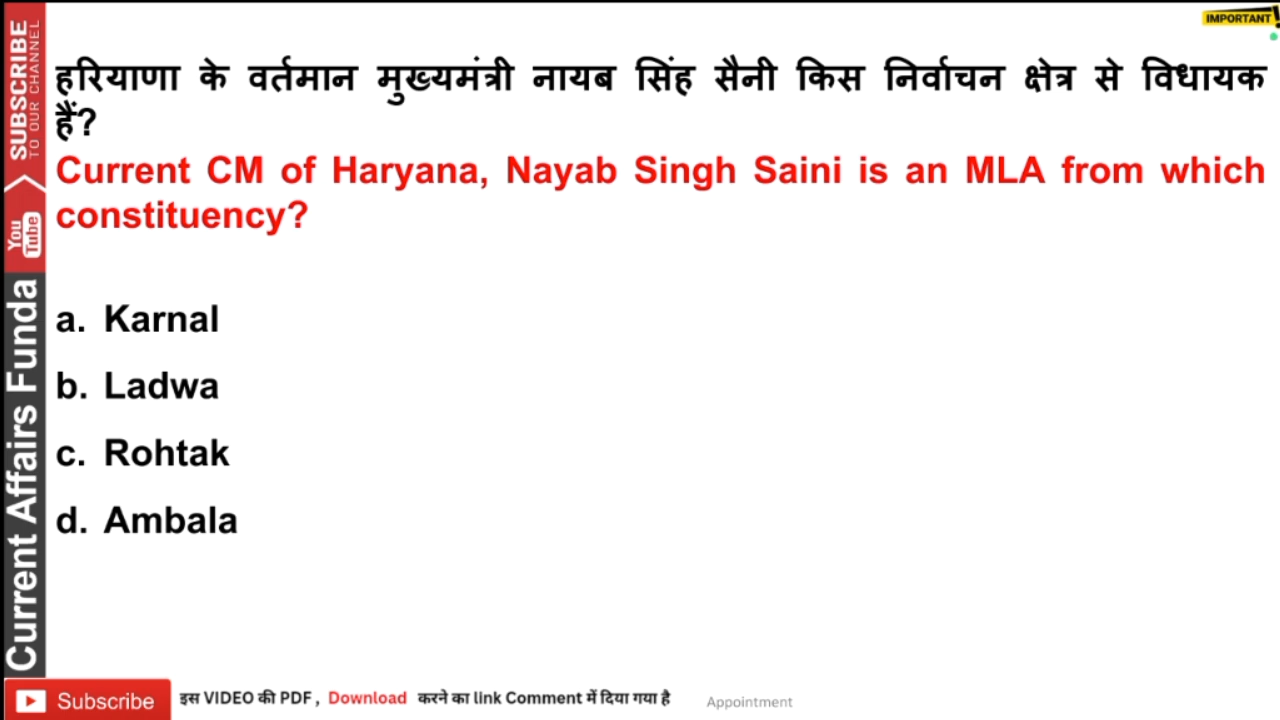 IMPORTANT!
हरियाणा के वर्तमान मुख्यमंत्री नायब सिंह सैनी किस निर्वाचन क्षेत्र से विधायक
हैं?
Current CM of Haryana, Nayab Singh Saini is an MLA from which
constituency?
a. Karnal
b. Ladwa
c. Rohtak
d. Ambala
SUBSCRIBE
TO OUR CHANNEL
You
Tube
Current Affairs Funda
Subscribe इस VIDEO की PDF , Download करने का link Comment में दिया गया है Appointment